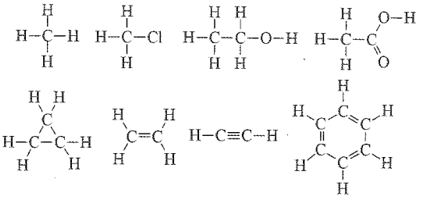 H H H H H O–H
H–C–H H–C–Cl H–C–C–O–H H–C–C
H H H H H O
H
H H H H H C H
C C C
H–C–C–H C=C H–C≡C–H
H H H H C C
H C H
H